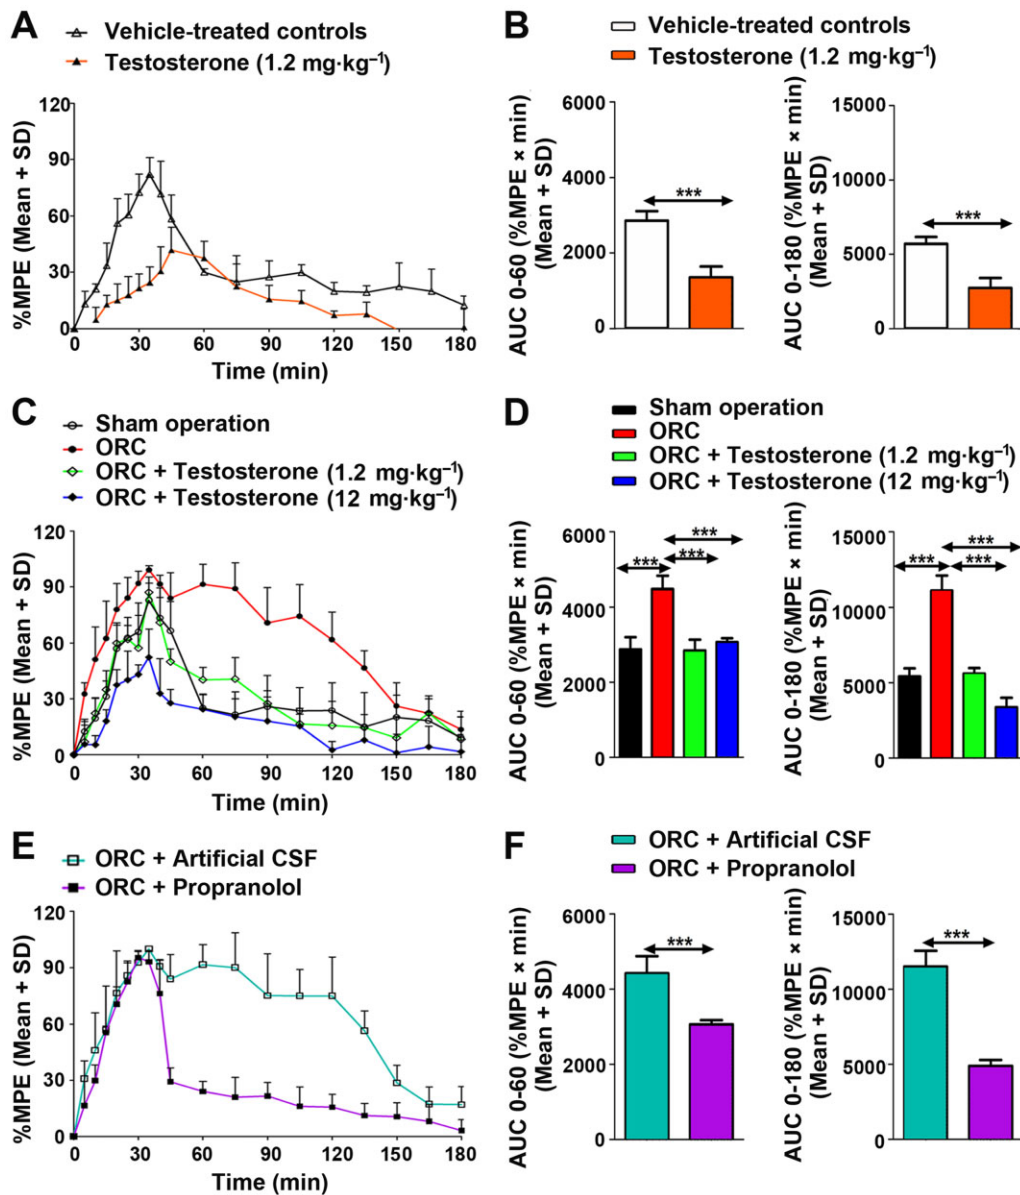 A
Vehicle-treated controls
Testosterone (1.2 mg·kg⁻¹)
%MPE (Mean + SD)
120
90
60
30
0
0 30 60 90 120 150 180
Time (min)
B
Vehicle-treated controls
Testosterone (1.2 mg·kg⁻¹)
AUC 0-60 (%MPE × min)
(Mean + SD)
6000
4000
2000
0
***
AUC 0-180 (%MPE × min)
(Mean + SD)
15000
10000
5000
0
***
C
Sham operation
ORC
ORC + Testosterone (1.2 mg·kg⁻¹)
ORC + Testosterone (12 mg·kg⁻¹)
%MPE (Mean + SD)
120
90
60
30
0
0 30 60 90 120 150 180
Time (min)
D
Sham operation
ORC
ORC + Testosterone (1.2 mg·kg⁻¹)
ORC + Testosterone (12 mg·kg⁻¹)
AUC 0-60 (%MPE × min)
(Mean + SD)
6000
4000
2000
0
***
*** ***
AUC 0-180 (%MPE × min)
(Mean + SD)
15000
10000
5000
0
***
*** ***
E
ORC + Artificial CSF
ORC + Propranolol
%MPE (Mean + SD)
120
90
60
30
0
0 30 60 90 120 150 180
Time (min)
F
ORC + Artificial CSF
ORC + Propranolol
AUC 0-60 (%MPE × min)
(Mean + SD)
6000
4000
2000
0
***
AUC 0-180 (%MPE × min)
(Mean + SD)
15000
10000
5000
0
***